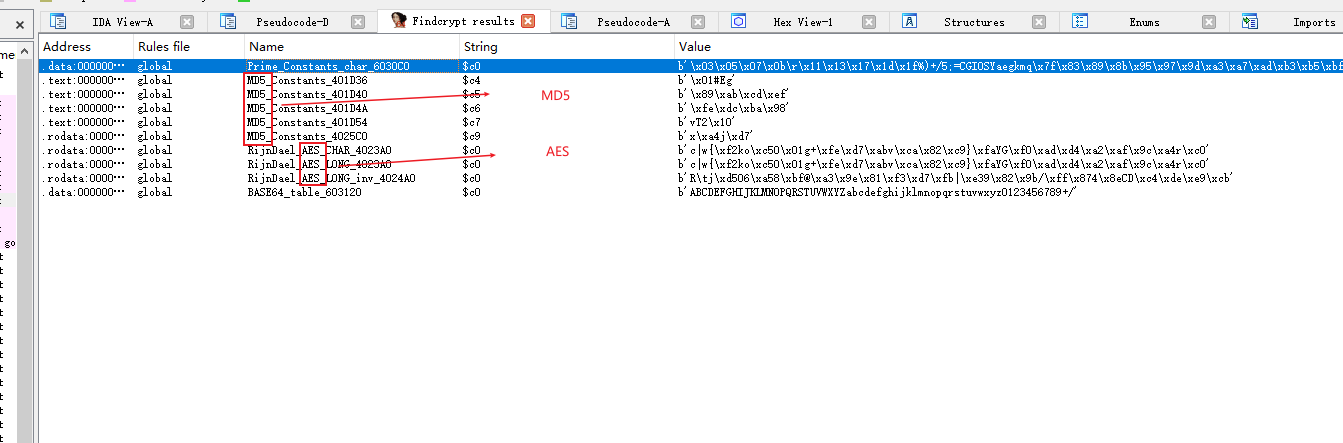 IDA View-A Pseudocode-D Findcrypt results Pseudocode-A Hex View-1 Structures Enums Imports
Address Rules file Name String Value
.data:000000⋯ global Prime_Constants_char_6030C0 $c0 b'\x03\x05\x07\x0b\r\x11\x13\x17\x1d\x1f%)+/5;=CGIOSYaegkmq\x7f\x83\x89\x8b\x95\x97\x9d\xa3\xa7\xad\xb3\xb5\xbf
.text:000000⋯ global MD5_Constants_401D36 $c4 b'\x01#Eg'
.text:000000⋯ global MD5_Constants_401D40 $c5 b'\x89\xab\xcd\xef'
MD5
.text:000000⋯ global MD5_Constants_401D4A $c6 b'\xfe\xdc\xba\x98'
.text:000000⋯ global MD5_Constants_401D54 $c7 b'vT2\x10'
.rodata:0000⋯ global MD5_Constants_4025C0 $c9 b'x\xa4j\xd7'
.rodata:0000⋯ global RijnDael_AES_CHAR_4023A0 $c0 b'c|w{\xf2ko\xc50\x01g+\xfe\xd7\xabv\xca\x82\xc9}\xfaYG\xf0\xad\xd4\xa2\xaf\x9c\xa4r\xc0'
AES
.rodata:0000⋯ global RijnDael_AES_LONG_4023A0 $c0 b'c|w{\xf2ko\xc50\x01g+\xfe\xd7\xabv\xca\x82\xc9}\xfaYG\xf0\xad\xd4\xa2\xaf\x9c\xa4r\xc0'
.rodata:0000⋯ global RijnDael_AES_LONG_inv_4024A0 $c0 b'R\tj\xd506\xa58\xbf@\xa3\x9e\x81\xf3\xd7\xfb|\xe39\x82\x9b/\xff\x874\x8eCD\xc4\xde\xe9\xcb'
.data:000000⋯ global BASE64_table_603120 $c0 b'ABCDEFGHIJKLMNOPQRSTUVWXYZabcdefghijklmnopqrstuvwxyz0123456789+/'